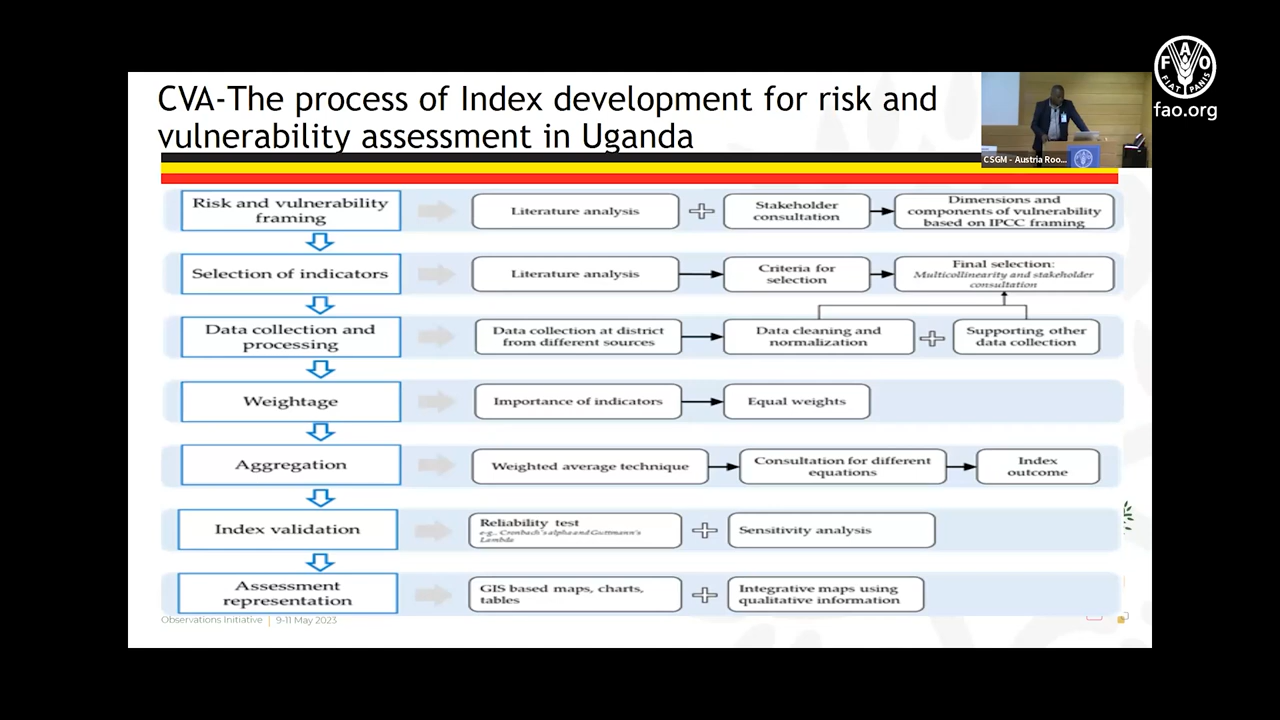 CVA-The process of Index development for risk and
vulnerability assessment in Uganda
CSGM - Austria Roo...
FAO
FIAT PANIS
fao.org
Risk and vulnerability
framing
Literature analysis
Stakeholder
consultation
Dimensions and
components of vulnerability
based on IPCC framing
Selection of indicators
Literature analysis
Criteria for
selection
Final selection:
Multicollinearity and stakeholder
consultation
Data collection and
processing
Data collection at district
from different sources
Data cleaning and
normalization
Supporting other
data collection
Weightage
Importance of indicators
Equal weights
Aggregation
Weighted average technique
Consultation for different
equations
Index
outcome
Index validation
Reliability test
e.g., Cronbach's alpha and Guttmann's
Lambda
Sensitivity analysis
Assessment
representation
GIS based maps, charts,
tables
Integrative maps using
qualitative information
Observations Initiative | 9-11 May 2023